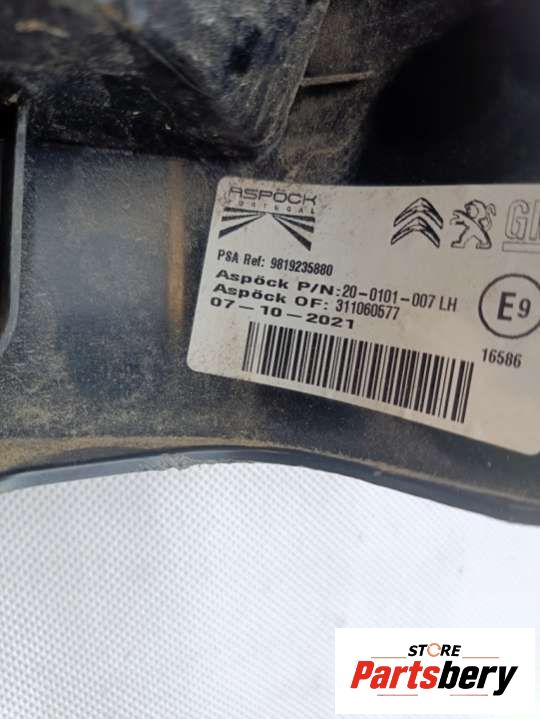 ASPÖCK
PORTUGAL
PSA Ref: 9819235880
Aspöck P/N:20-0101-007 LH
Aspöck OF: 311060577
07-10-2021
E9
16586
STORE
Partsbery